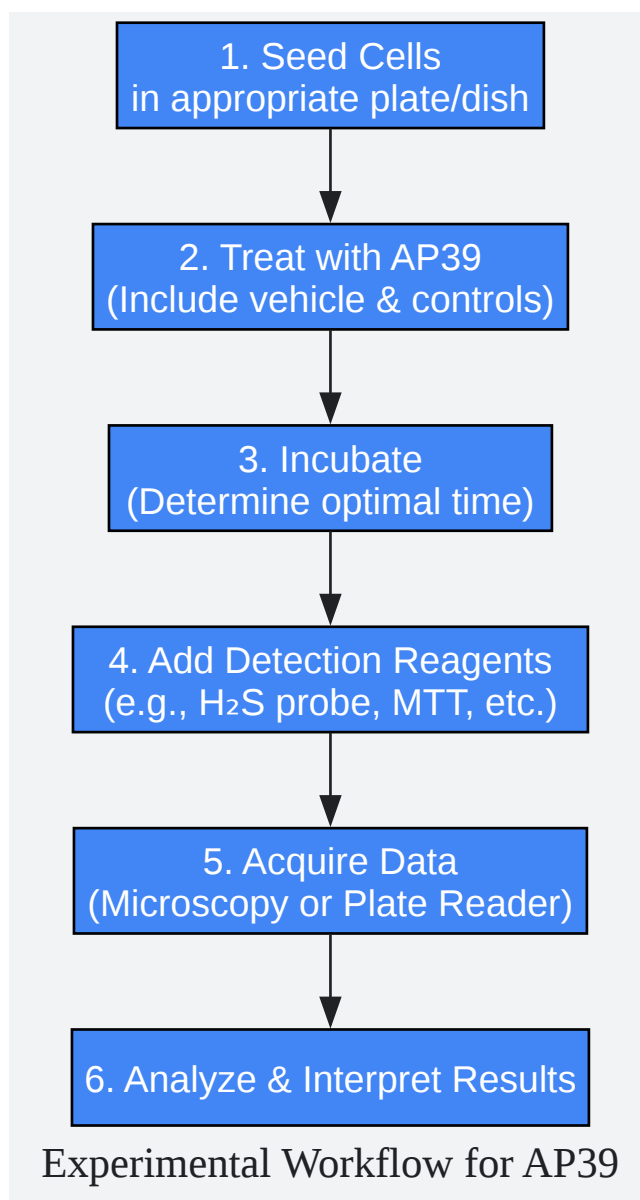 1. Seed Cells
in appropriate plate/dish
2. Treat with AP39
(Include vehicle & controls)
3. Incubate
(Determine optimal time)
4. Add Detection Reagents
(e.g., H₂S probe, MTT, etc.)
5. Acquire Data
(Microscopy or Plate Reader)
6. Analyze & Interpret Results
Experimental Workflow for AP39